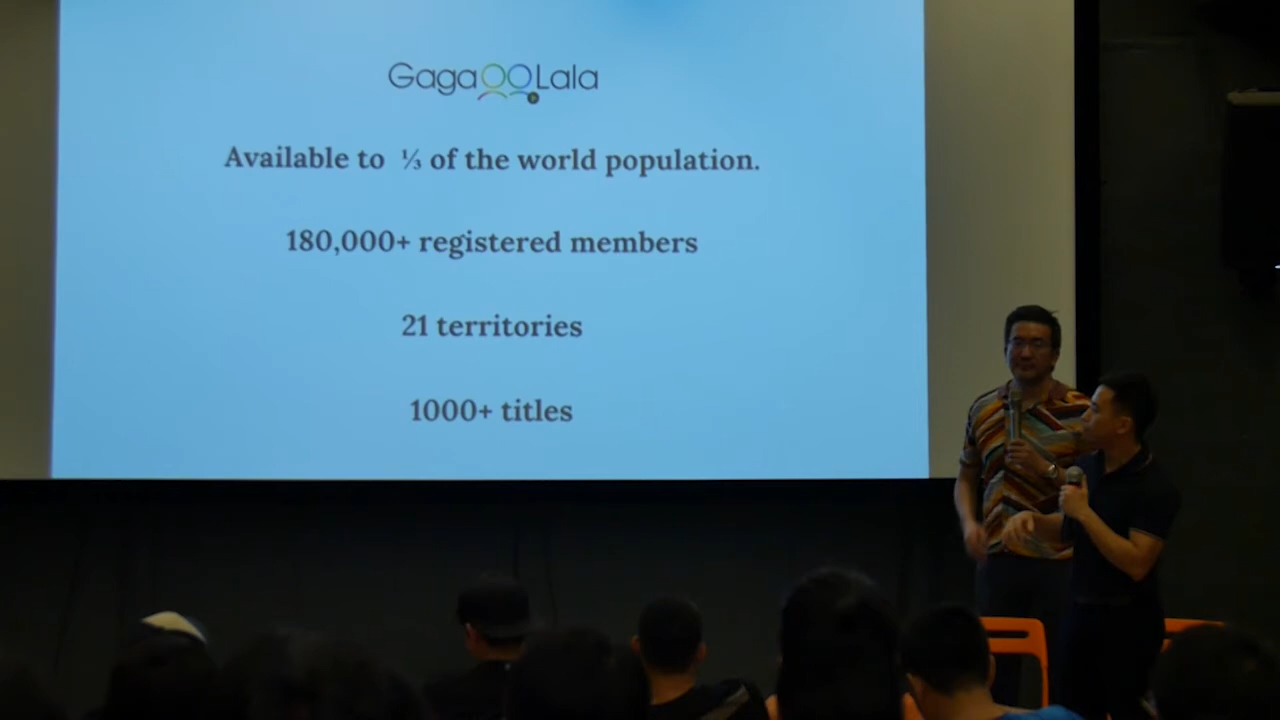 GagaOOLala
Available to ⅓ of the world population.
180,000+ registered members
21 territories
1000+ titles